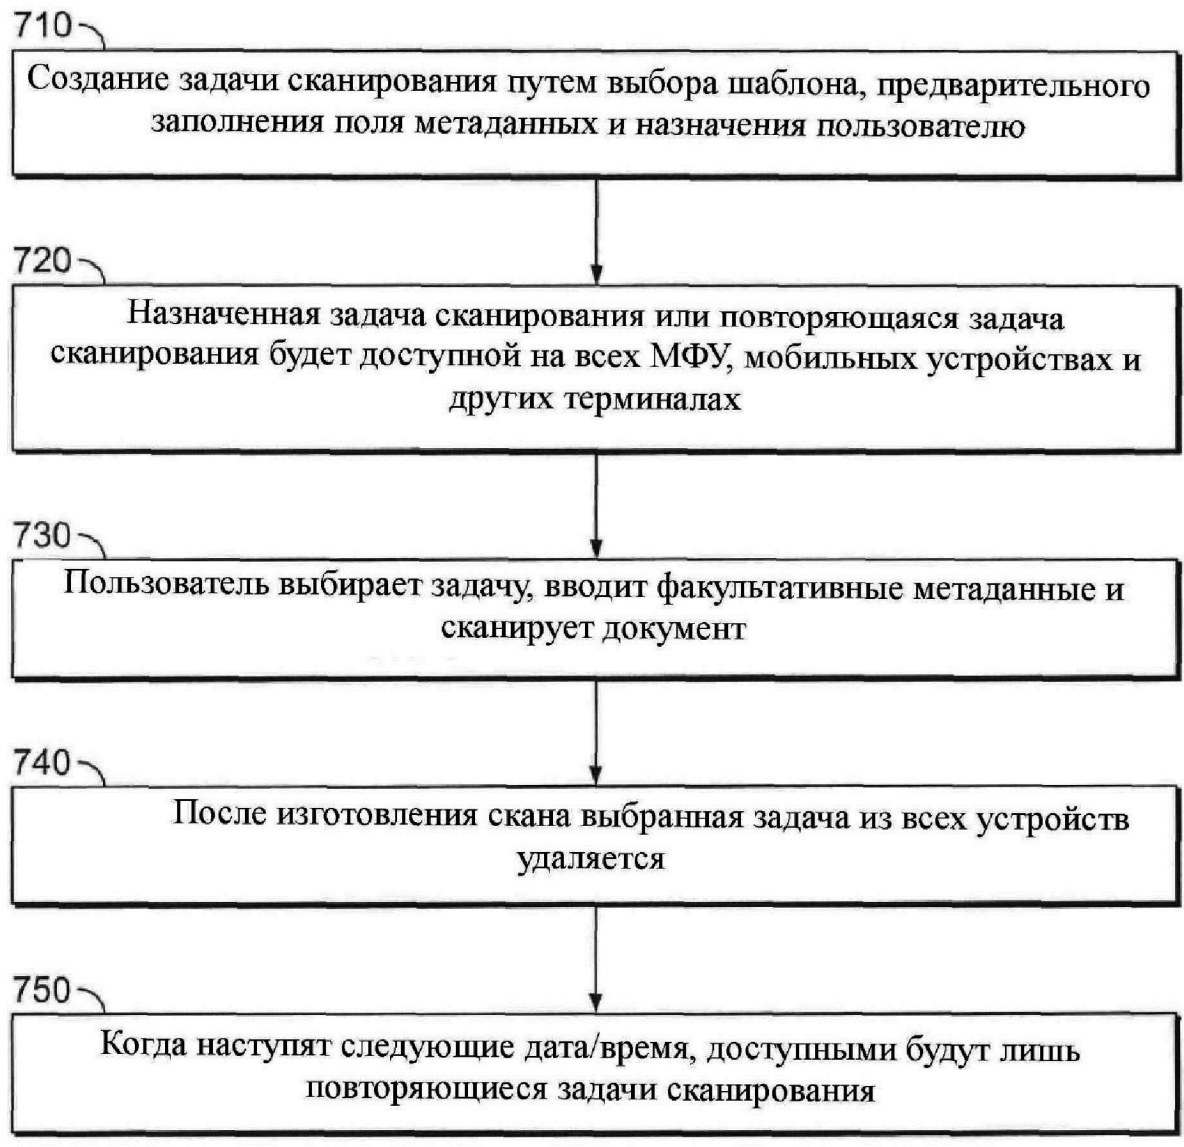 710
Создание задачи сканирования путем выбора шаблона, предварительного
заполнения поля метаданных и назначения пользователю
720
Назначенная задача сканирования или повторяющаяся задача
сканирования будет доступной на всех МФУ, мобильных устройствах и
других терминалах
730
Пользователь выбирает задачу, вводит факультативные метаданные и
сканирует документ
740
После изготовления скана выбранная задача из всех устройств
удаляется
750
Когда наступят следующие дата/время, доступными будут лишь
повторяющиеся задачи сканирования